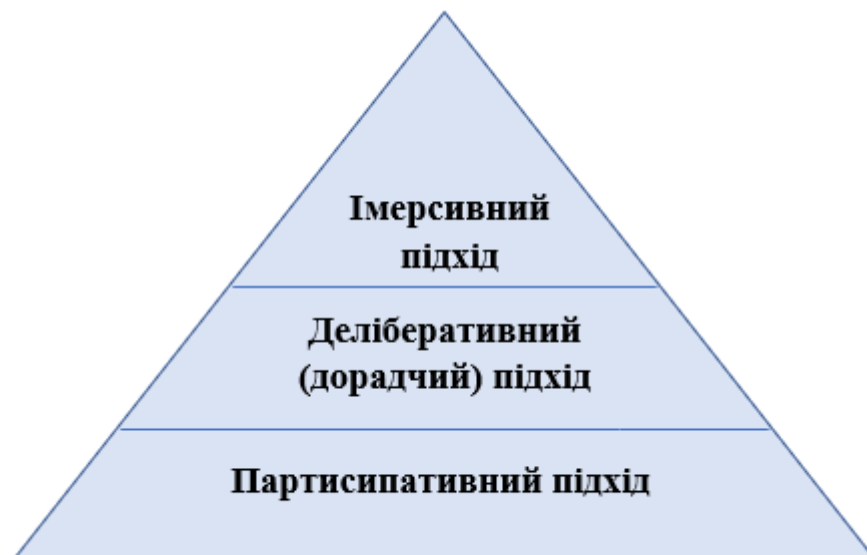 Імерсивний
підхід
Деліберативний
(дорадчий) підхід
Партисипативний підхід